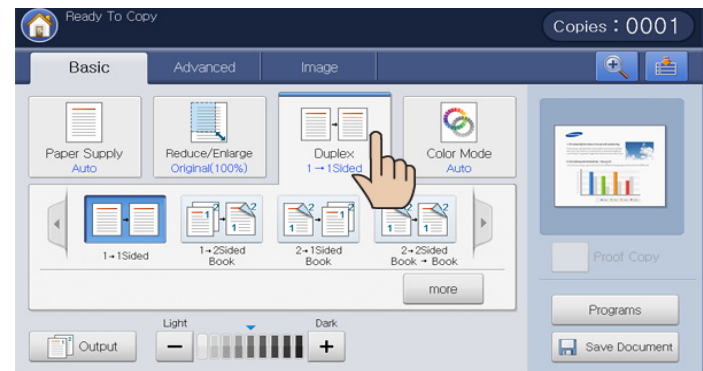 Ready To Copy
Copies : 0001
Basic
Advanced
Image
Paper Supply
Auto
Reduce/Enlarge
Original(100%)
Duplex
1→1Sided
Color Mode
Auto
1→1Sided
1→2Sided
Book
2→1Sided
Book
2→2Sided
Book → Book
more
Proof Copy
Light
Dark
Output
Programs
Save Document